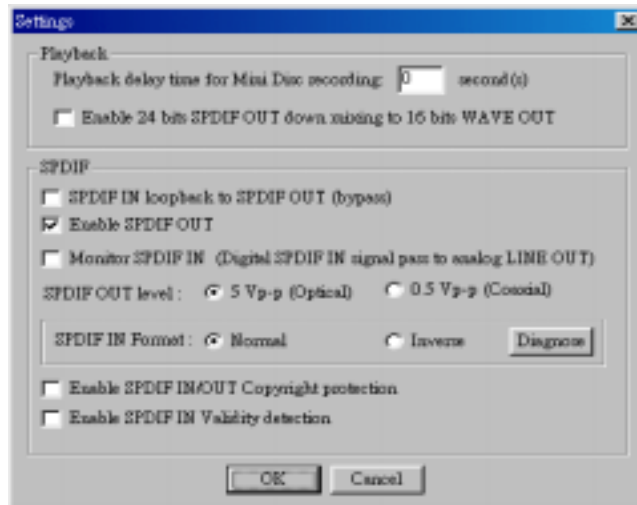 Settings
Playback
Playback delay time for Mini Disc recording: 0 second(s)
Enable 24 bits SPDIF OUT down mixing to 16 bits WAVE OUT
SPDIF
SPDIF IN loopback to SPDIF OUT (bypass)
Enable SPDIF OUT
Monitor SPDIF IN (Digital SPDIF IN signal pass to analog LINE OUT)
SPDIF OUT level : 5 Vp-p (Optical) 0.5 Vp-p (Coaxial)
SPDIF IN Format : Normal Inverse Diagnose
Enable SPDIF IN/OUT Copyright protection
Enable SPDIF IN Validity detection
OK Cancel